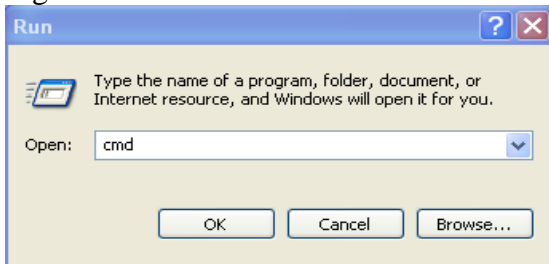 Run
Type the name of a program, folder, document, or
Internet resource, and Windows will open it for you.
Open: cmd
OK Cancel Browse...